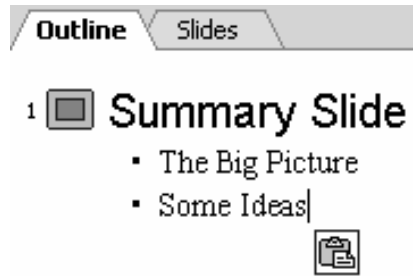 Outline Slides
1 Summary Slide
• The Big Picture
• Some Ideas